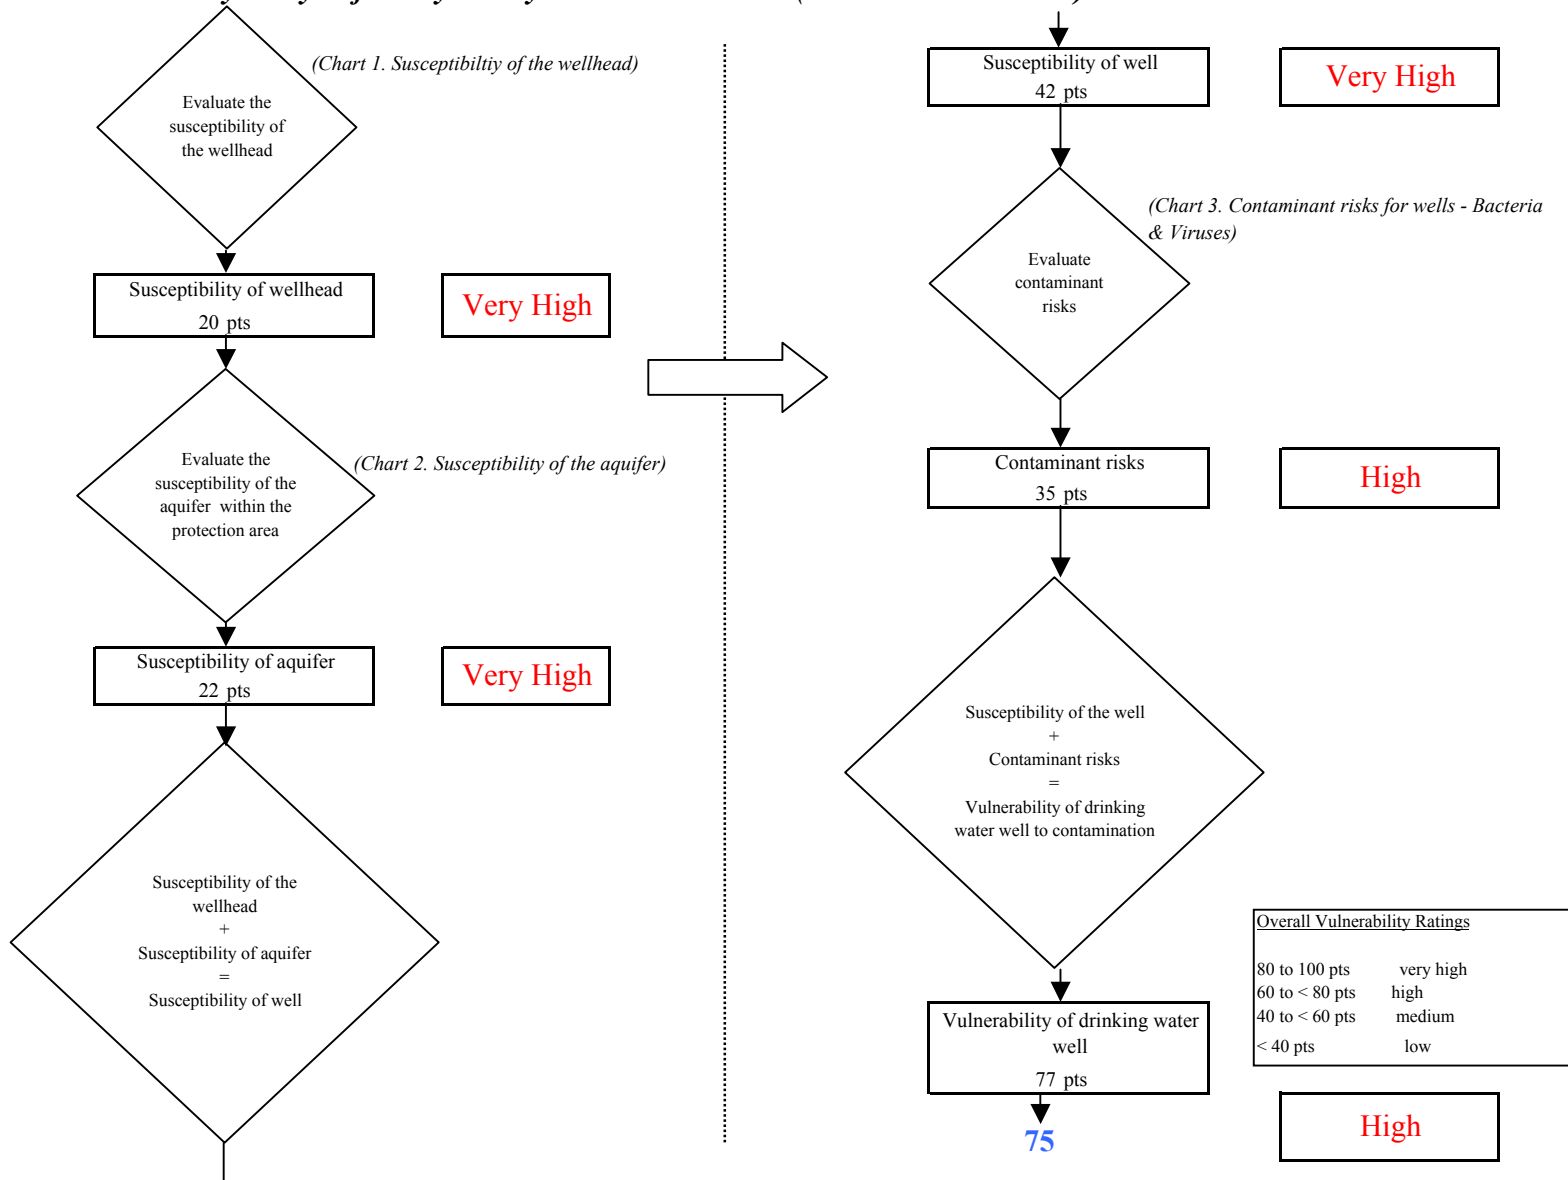 (Chart 1. Susceptibiltiy of the wellhead)
Evaluate the
susceptibility of
the wellhead
Susceptibility of wellhead
20 pts
Very High
Evaluate the
susceptibility of the
aquifer within the
protection area
(Chart 2. Susceptibility of the aquifer)
Susceptibility of aquifer
22 pts
Very High
Susceptibility of the
wellhead
+
Susceptibility of aquifer
=
Susceptibility of well
Susceptibility of well
42 pts
Very High
(Chart 3. Contaminant risks for wells - Bacteria
& Viruses)
Evaluate
contaminant
risks
Contaminant risks
35 pts
High
Susceptibility of the well
+
Contaminant risks
=
Vulnerability of drinking
water well to contamination
Overall Vulnerability Ratings
80 to 100 pts very high
60 to < 80 pts high
40 to < 60 pts medium
< 40 pts low
Vulnerability of drinking water
well
77 pts
75
High